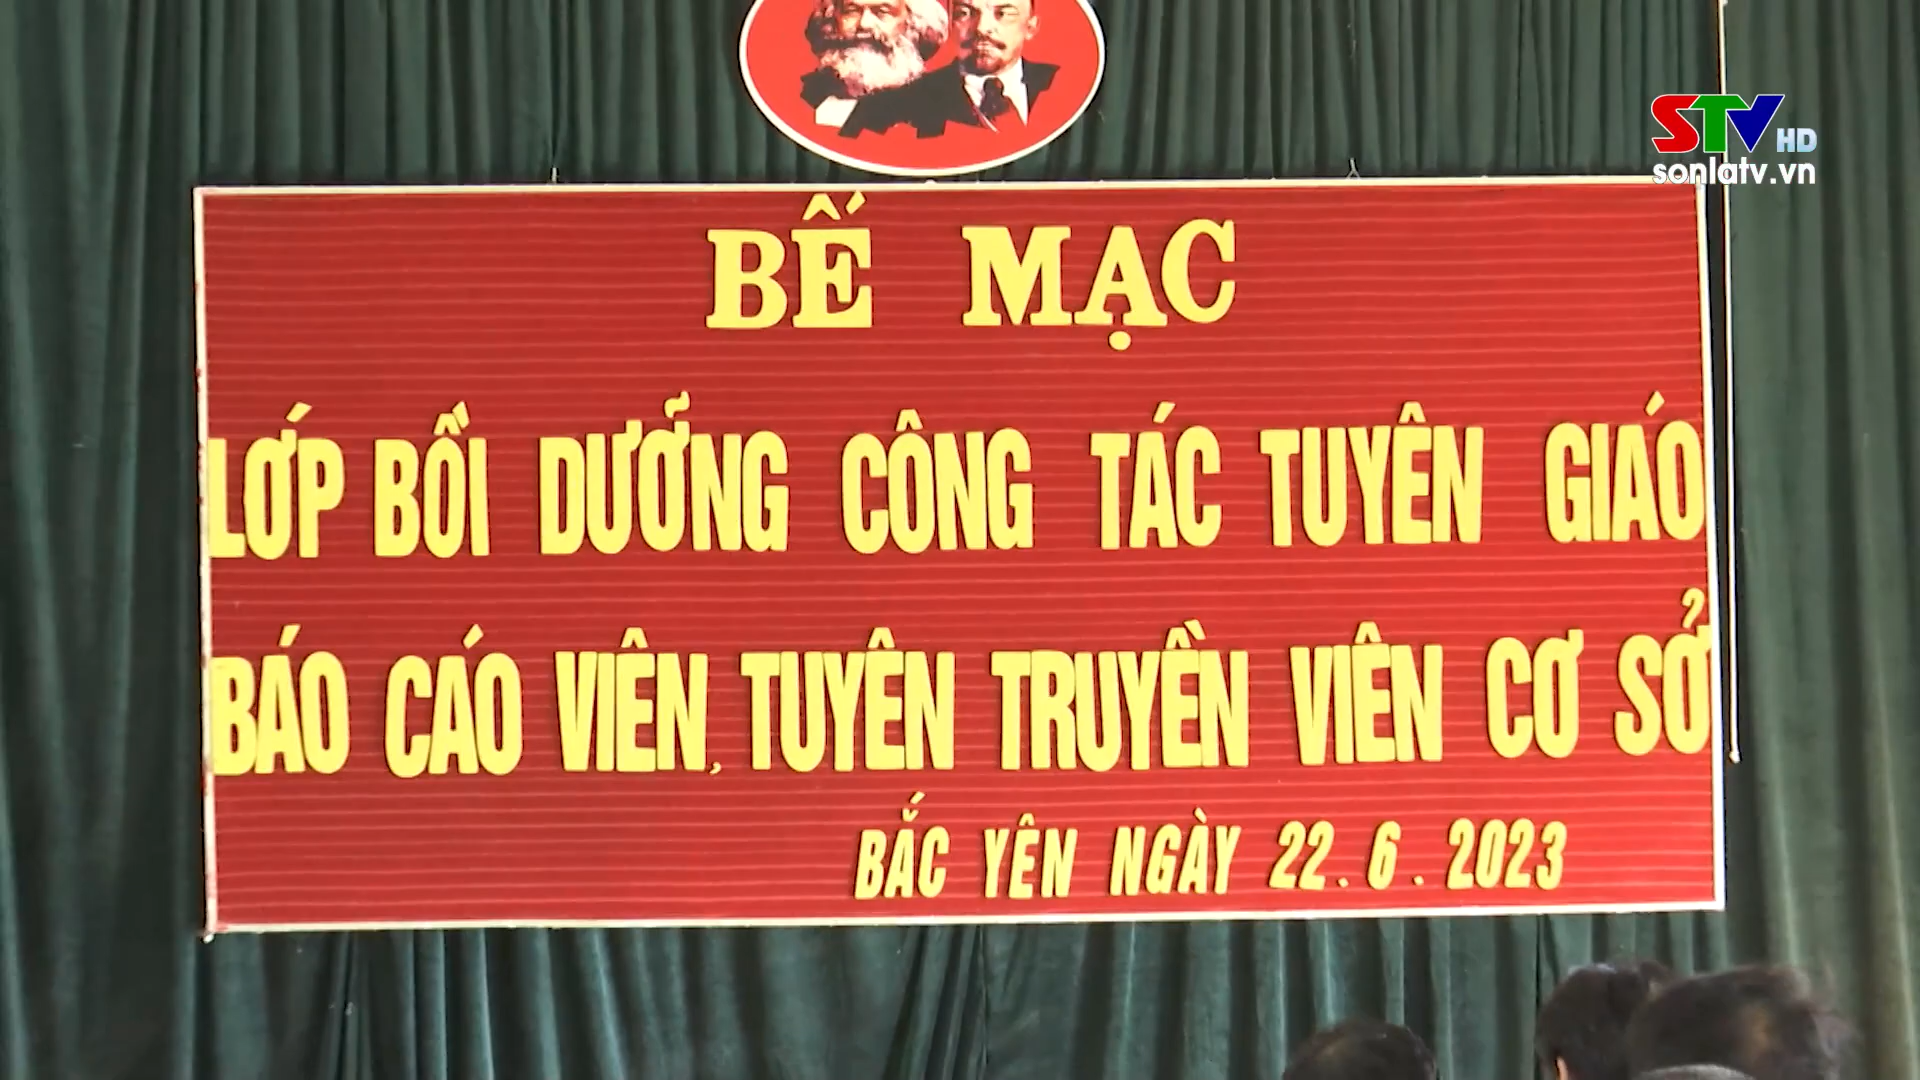 STV HD
sonlatv.vn
BẾ MẠC
LỚP BỒI DƯỠNG CÔNG TÁC TUYÊN GIÁO
BÁO CÁO VIÊN, TUYÊN TRUYỀN VIÊN CƠ SỞ
BẮC YÊN NGÀY 22.6.2023